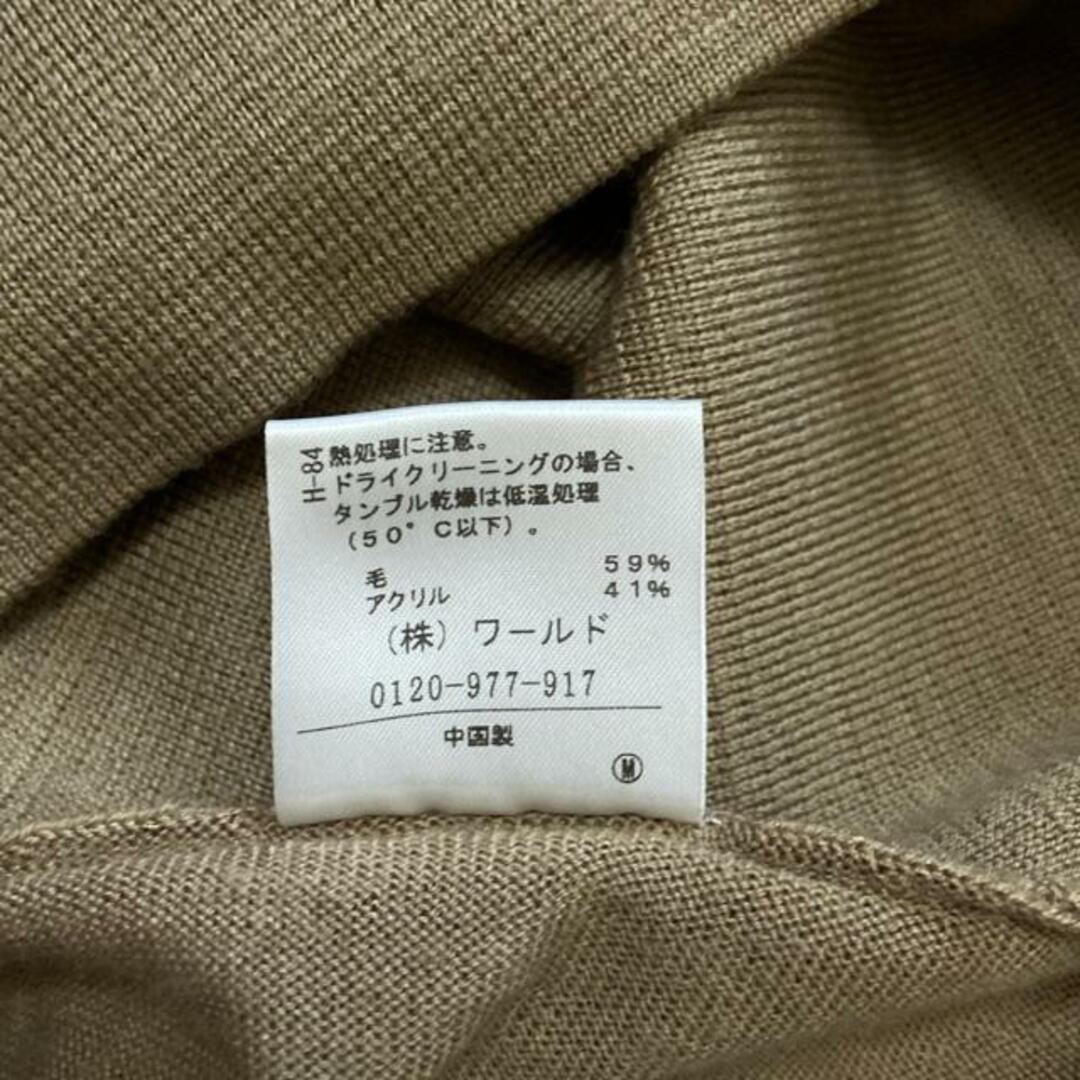 H-84
熱処理に注意。
ドライクリーニングの場合、
タンブル乾燥は低温処理
（50°C以下）。
毛 59%
アクリル 41%
（株）ワールド
0120-977-917
中国製
Ⓜ